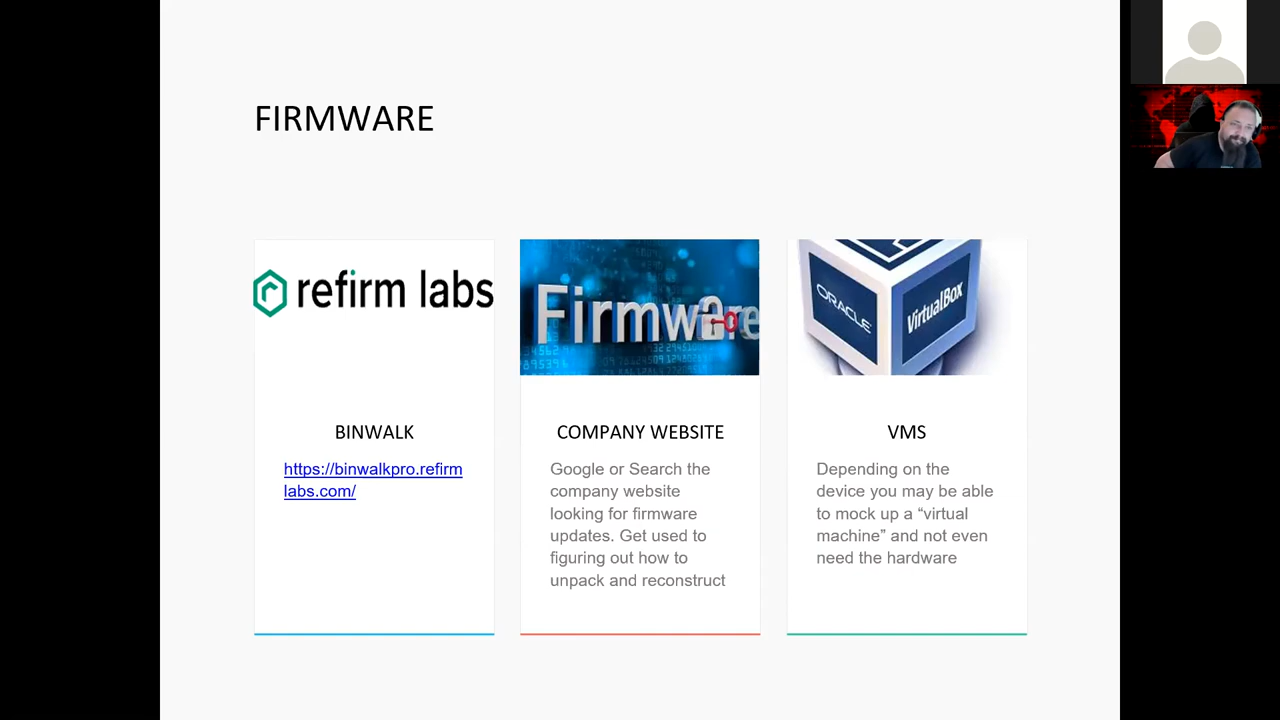 FIRMWARE
refirm labs
Firmware
ORACLE
VirtualBox
BINWALK
https://binwalkpro.refirm
labs.com/
COMPANY WEBSITE
Google or Search the
company website
looking for firmware
updates. Get used to
figuring out how to
unpack and reconstruct
VMS
Depending on the
device you may be able
to mock up a “virtual
machine” and not even
need the hardware